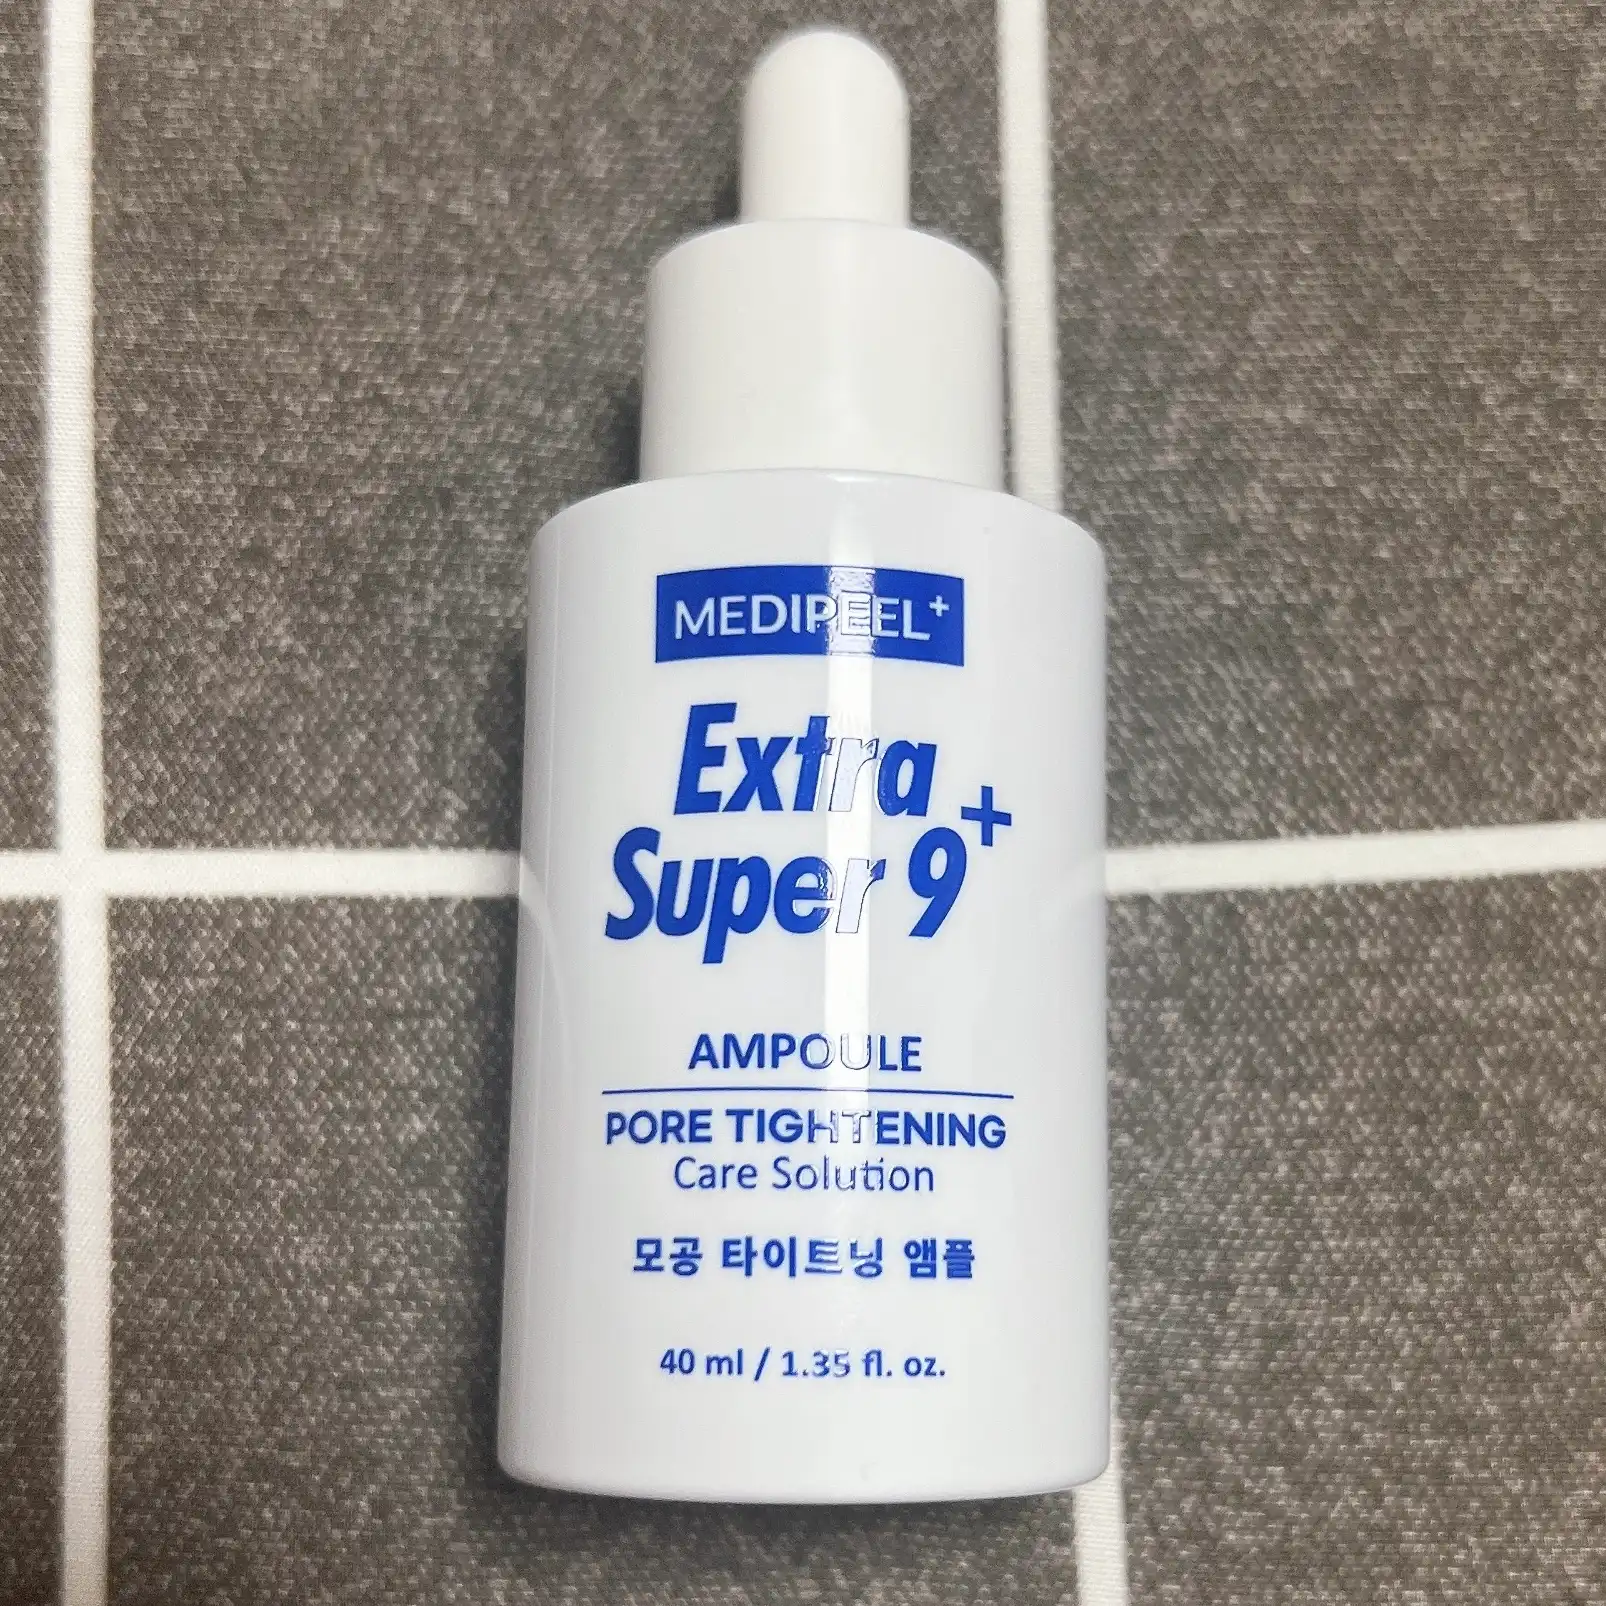 MEDIPEEL+
Extra
Super 9+
AMPOULE
PORE TIGHTENING
Care Solution
모공 타이트닝 앰플
40 ml / 1.35 fl. oz.